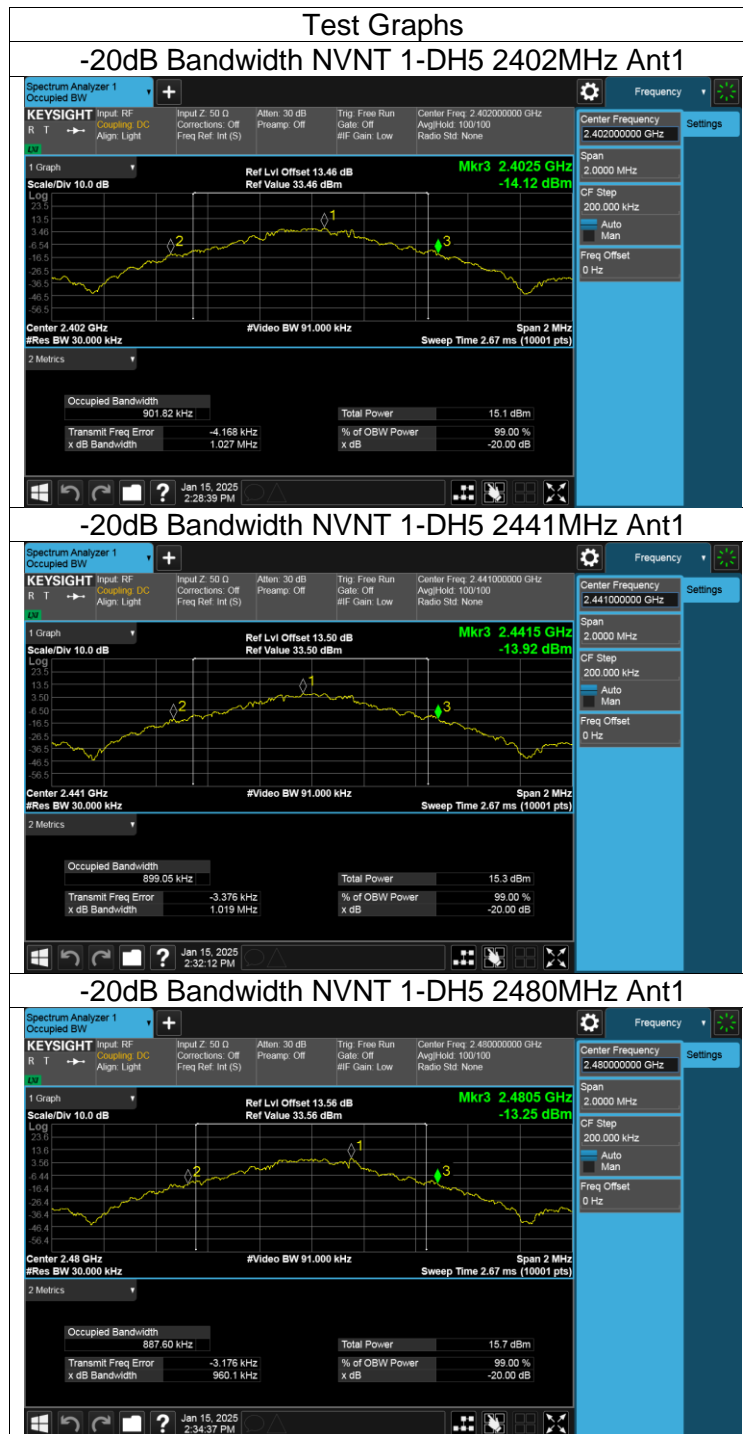 Test Graphs
-20dB Bandwidth NVNT 1-DH5 2402MHz Ant1
Spectrum Analyzer 1
Occupied BW
Frequency
KEYSIGHT Input: RF Input Z: 50 Ω Atten: 30 dB Trig: Free Run Center Freq: 2.402000000 GHz
R T Coupling: DC Corrections: Off Preamp: Off Gate: Off Avg|Hold: 100/100
Align: Light Freq Ref: Int (S) #IF Gain: Low Radio Std: None
LXI
Center Frequency
2.402000000 GHz
Settings
Span
2.0000 MHz
CF Step
200.000 kHz
Auto
Man
Freq Offset
0 Hz
1 Graph Ref Lvl Offset 13.46 dB Mkr3 2.4025 GHz
Scale/Div 10.0 dB Ref Value 33.46 dBm -14.12 dBm
Log
23.5
13.5
3.46
-6.54
-16.5
-26.5
-36.5
-46.5
-56.5
1
2
3
Center 2.402 GHz #Video BW 91.000 kHz Span 2 MHz
#Res BW 30.000 kHz Sweep Time 2.67 ms (10001 pts)
2 Metrics
Occupied Bandwidth
901.82 kHz Total Power 15.1 dBm
Transmit Freq Error -4.168 kHz % of OBW Power 99.00 %
x dB Bandwidth 1.027 MHz x dB -20.00 dB
? Jan 15, 2025
2:28:39 PM
-20dB Bandwidth NVNT 1-DH5 2441MHz Ant1
Spectrum Analyzer 1
Occupied BW
Frequency
KEYSIGHT Input: RF Input Z: 50 Ω Atten: 30 dB Trig: Free Run Center Freq: 2.441000000 GHz
R T Coupling: DC Corrections: Off Preamp: Off Gate: Off Avg|Hold: 100/100
Align: Light Freq Ref: Int (S) #IF Gain: Low Radio Std: None
LXI
Center Frequency
2.441000000 GHz
Settings
Span
2.0000 MHz
CF Step
200.000 kHz
Auto
Man
Freq Offset
0 Hz
1 Graph Ref Lvl Offset 13.50 dB Mkr3 2.4415 GHz
Scale/Div 10.0 dB Ref Value 33.50 dBm -13.92 dBm
Log
23.5
13.5
3.50
-6.50
-16.5
-26.5
-36.5
-46.5
-56.5
1
2
3
Center 2.441 GHz #Video BW 91.000 kHz Span 2 MHz
#Res BW 30.000 kHz Sweep Time 2.67 ms (10001 pts)
2 Metrics
Occupied Bandwidth
899.05 kHz Total Power 15.3 dBm
Transmit Freq Error -3.376 kHz % of OBW Power 99.00 %
x dB Bandwidth 1.019 MHz x dB -20.00 dB
? Jan 15, 2025
2:32:12 PM
-20dB Bandwidth NVNT 1-DH5 2480MHz Ant1
Spectrum Analyzer 1
Occupied BW
Frequency
KEYSIGHT Input: RF Input Z: 50 Ω Atten: 30 dB Trig: Free Run Center Freq: 2.480000000 GHz
R T Coupling: DC Corrections: Off Preamp: Off Gate: Off Avg|Hold: 100/100
Align: Light Freq Ref: Int (S) #IF Gain: Low Radio Std: None
LXI
Center Frequency
2.480000000 GHz
Settings
Span
2.0000 MHz
CF Step
200.000 kHz
Auto
Man
Freq Offset
0 Hz
1 Graph Ref Lvl Offset 13.56 dB Mkr3 2.4805 GHz
Scale/Div 10.0 dB Ref Value 33.56 dBm -13.25 dBm
Log
23.6
13.6
3.56
-6.44
-16.4
-26.4
-36.4
-46.4
-56.4
1
2
3
Center 2.48 GHz #Video BW 91.000 kHz Span 2 MHz
#Res BW 30.000 kHz Sweep Time 2.67 ms (10001 pts)
2 Metrics
Occupied Bandwidth
887.60 kHz Total Power 15.7 dBm
Transmit Freq Error -3.176 kHz % of OBW Power 99.00 %
x dB Bandwidth 960.1 kHz x dB -20.00 dB
? Jan 15, 2025
2:34:37 PM